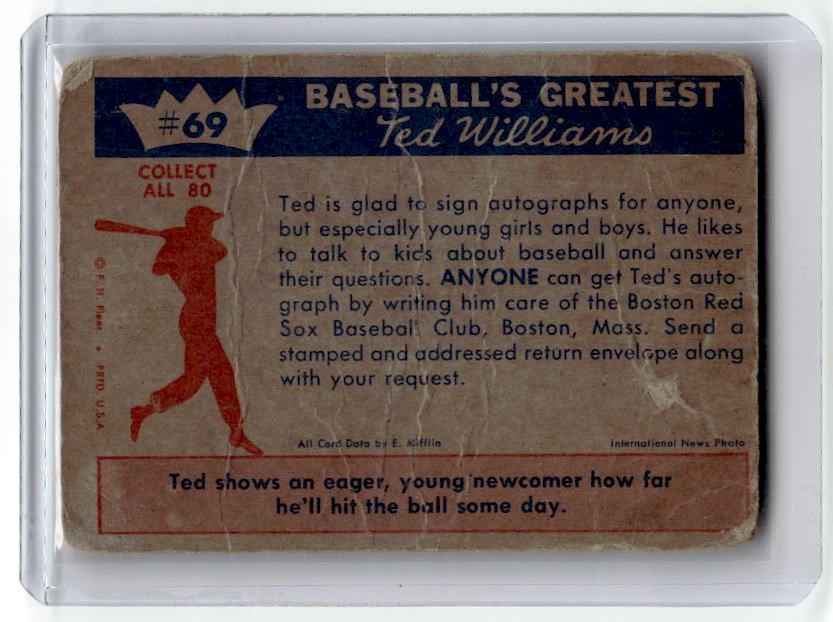 #69
BASEBALL'S GREATEST
Ted Williams
COLLECT
ALL 80
Ted is glad to sign autographs for anyone,
but especially young girls and boys. He likes
to talk to kids about baseball and answer
their questions. ANYONE can get Ted's auto-
graph by writing him care of the Boston Red
Sox Baseball Club, Boston, Mass. Send a
stamped and addressed return envelope along
with your request.
© F. H. Fleer • PRTD. U.S.A.
All Card Data by E. Mifflin
International News Photo
Ted shows an eager, young newcomer how far
he'll hit the ball some day.